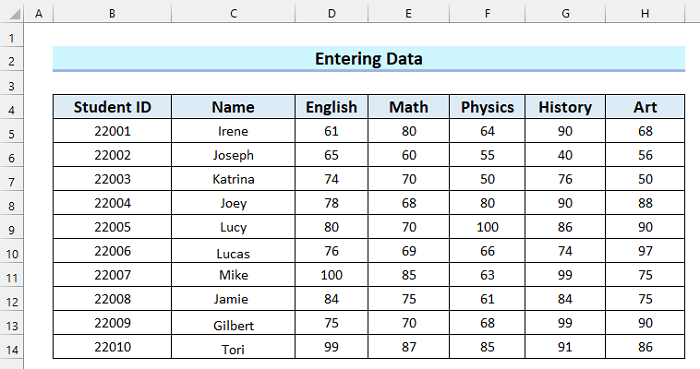 A B C D E F G H
1
2 Entering Data
3
4 Student ID Name English Math Physics History Art
5 22001 Irene 61 80 64 90 68
6 22002 Joseph 65 60 55 40 56
7 22003 Katrina 74 70 50 76 50
8 22004 Joey 78 68 80 90 88
9 22005 Lucy 80 70 100 86 90
10 22006 Lucas 76 69 66 74 97
11 22007 Mike 100 85 63 99 75
12 22008 Jamie 84 75 61 84 75
13 22009 Gilbert 75 70 68 99 90
14 22010 Tori 99 87 85 91 86